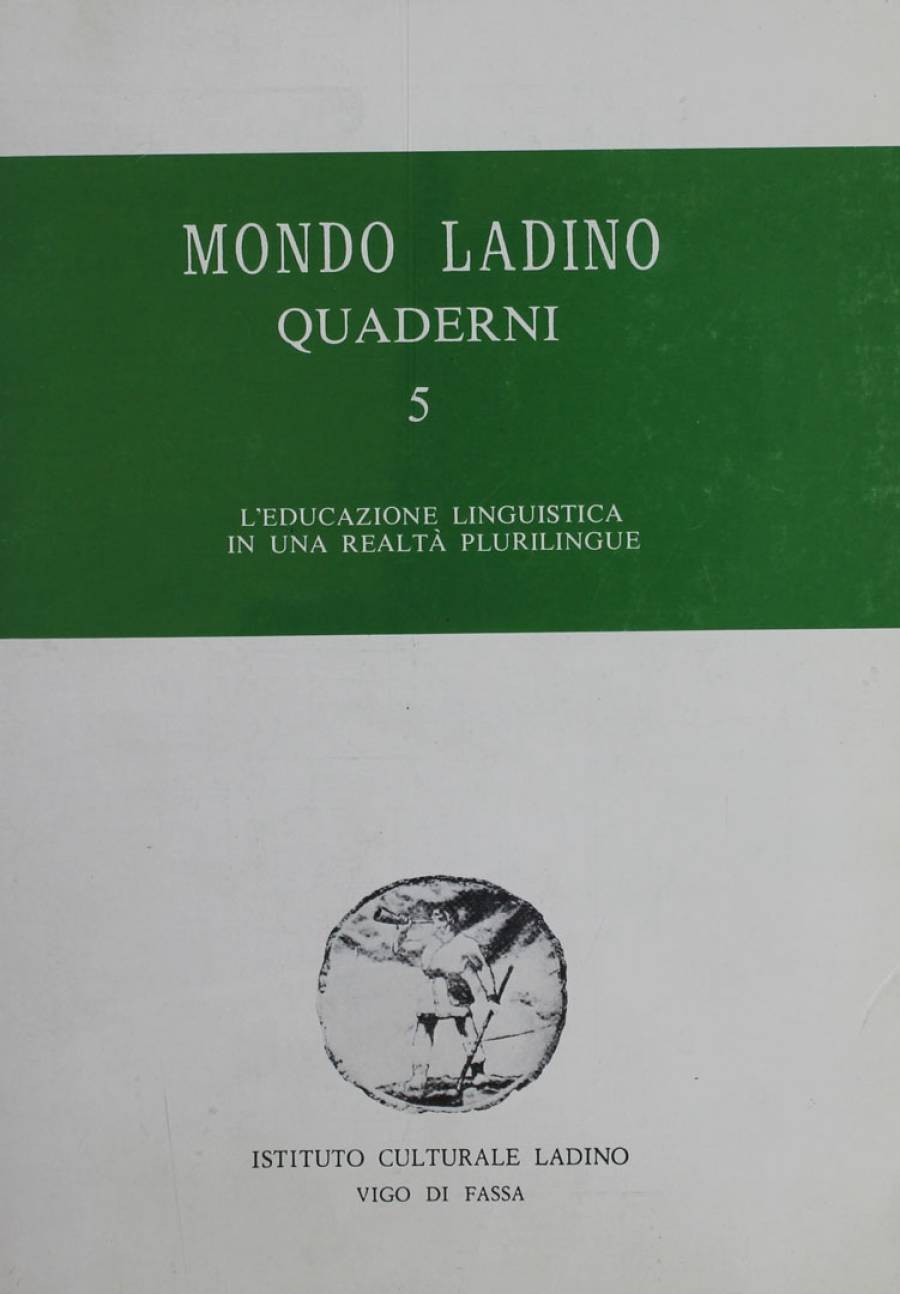 MONDO LADINO
QUADERNI
5
L'EDUCAZIONE LINGUISTICA
IN UNA REALTÀ PLURILINGUE
ISTITUTO CULTURALE LADINO
VIGO DI FASSA